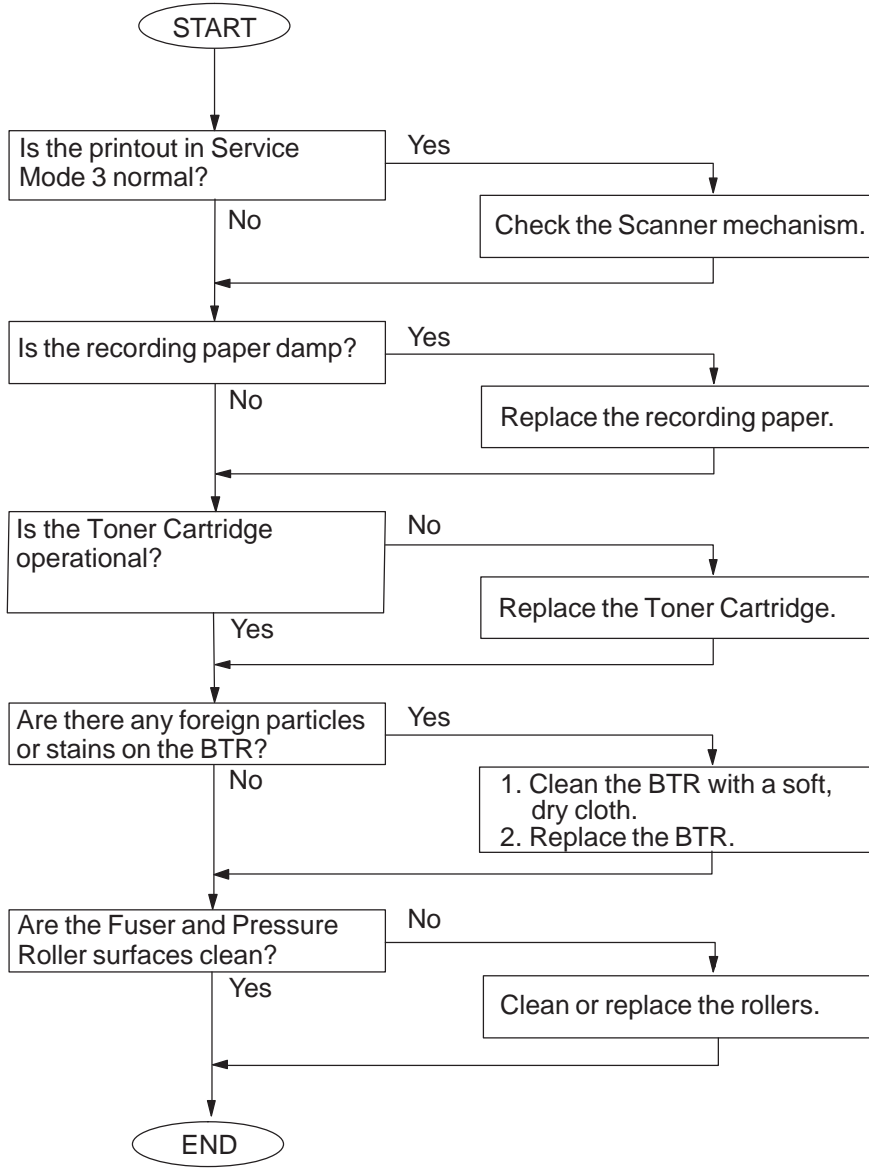 START
Is the printout in Service
Mode 3 normal?
Yes
No
Check the Scanner mechanism.
Is the recording paper damp?
Yes
No
Replace the recording paper.
Is the Toner Cartridge
operational?
No
Yes
Replace the Toner Cartridge.
Are there any foreign particles
or stains on the BTR?
Yes
No
1. Clean the BTR with a soft,
dry cloth.
2. Replace the BTR.
Are the Fuser and Pressure
Roller surfaces clean?
No
Yes
Clean or replace the rollers.
END